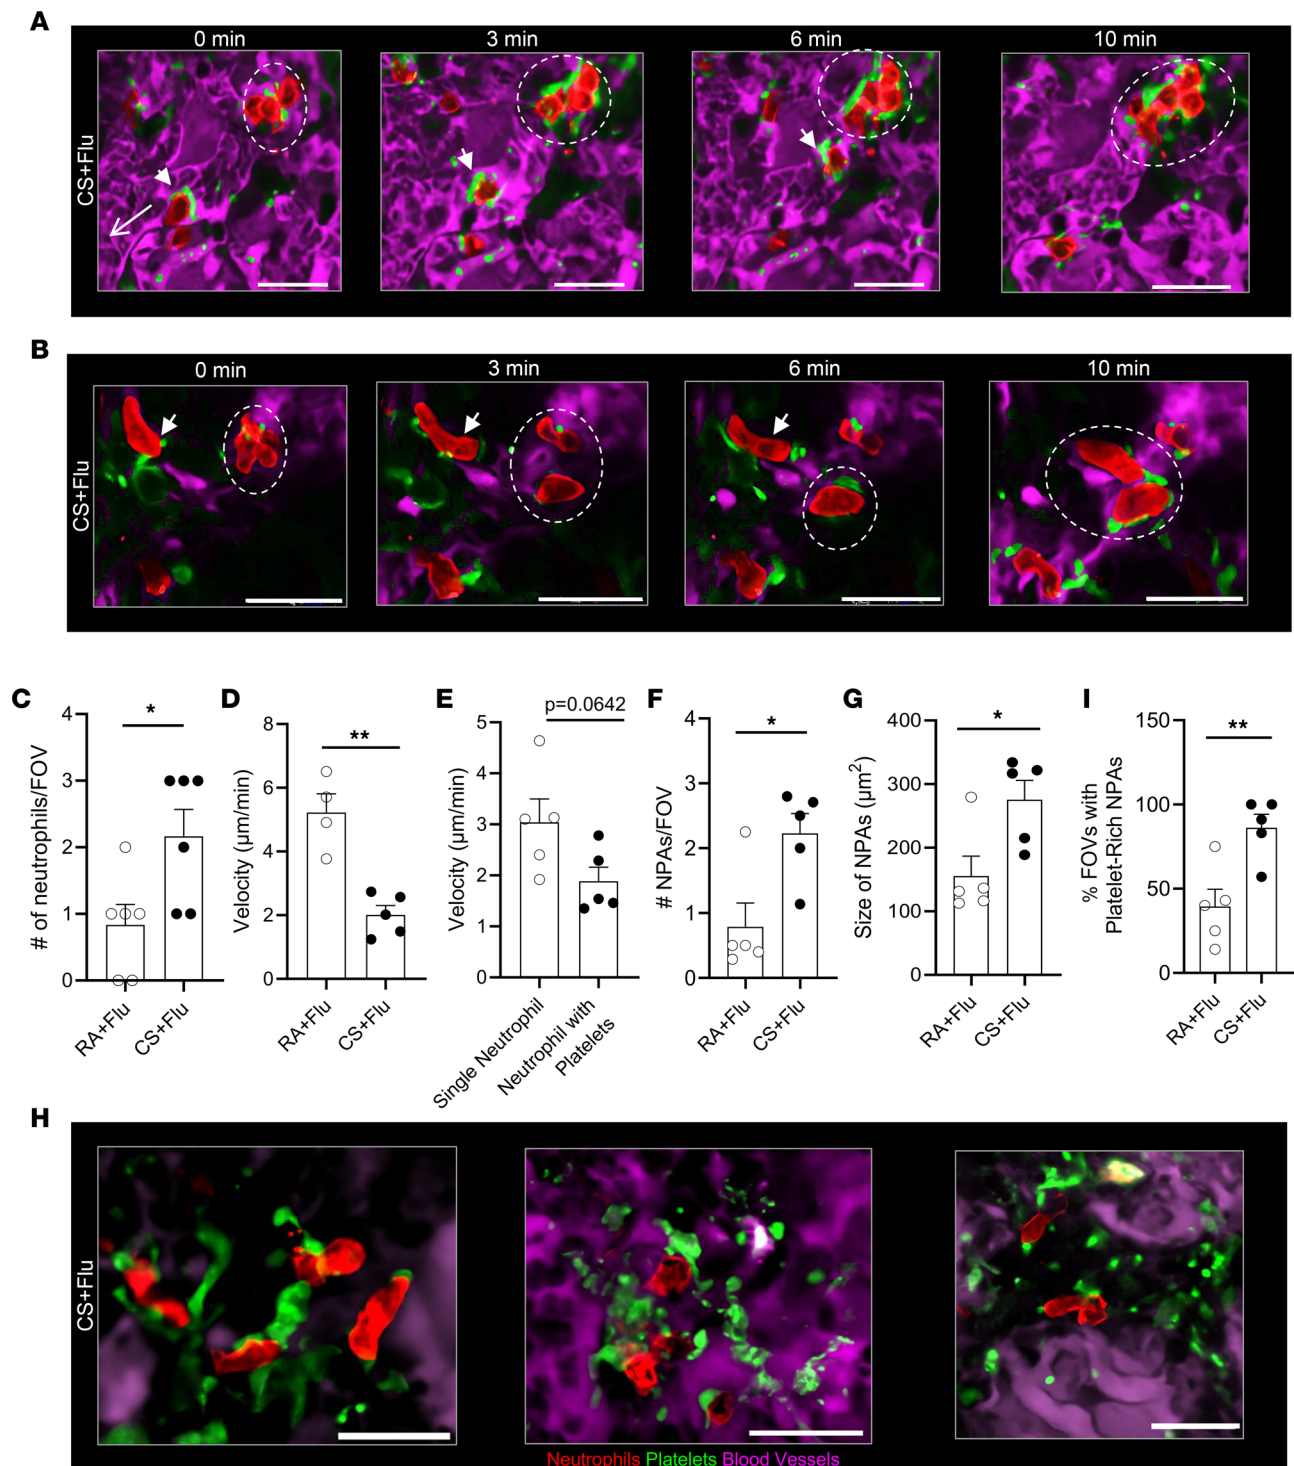 A
0 min 3 min 6 min 10 min
CS+Flu
B
0 min 3 min 6 min 10 min
CS+Flu
C
# of neutrophils/FOV
4
3
2
1
0
*
RA+Flu
CS+Flu
D
Velocity (µm/min)
8
6
4
2
0
**
RA+Flu
CS+Flu
E
Velocity (µm/min)
5
4
3
2
1
0
p=0.0642
Single Neutrophil
Neutrophil with
Platelets
F
# NPAs/FOV
4
3
2
1
0
*
RA+Flu
CS+Flu
G
Size of NPAs (µm²)
400
300
200
100
0
*
RA+Flu
CS+Flu
I
% FOVs with
Platelet-Rich NPAs
150
100
50
0
**
RA+Flu
CS+Flu
H
CS+Flu
Neutrophils Platelets Blood Vessels